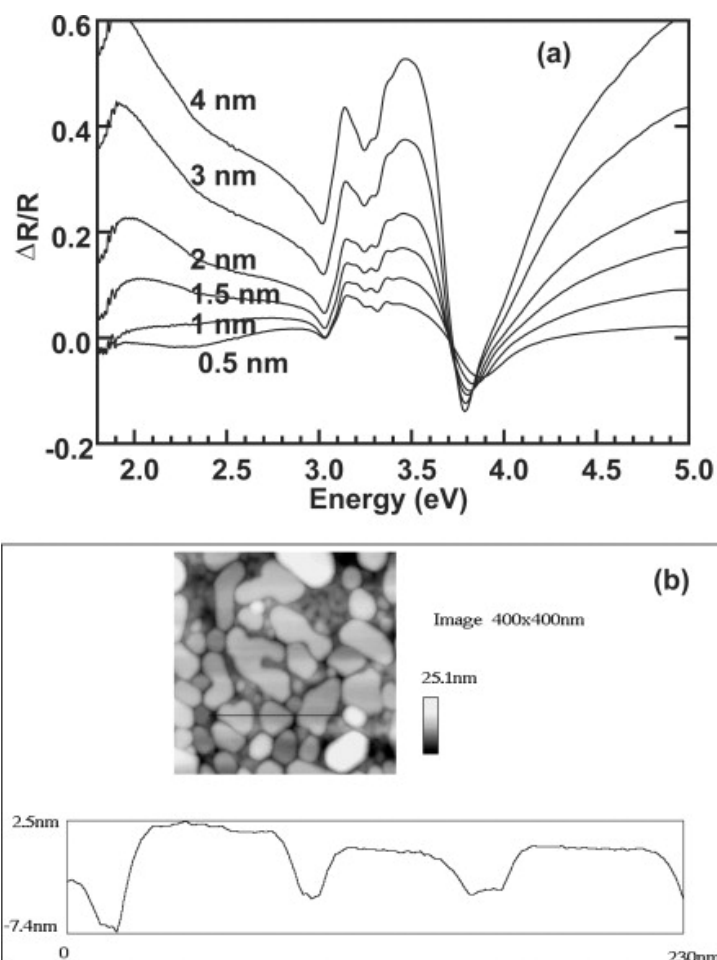 0.6
(a)
4 nm
0.4
3 nm
ΔR/R
0.2
2 nm
1.5 nm
1 nm
0.0
0.5 nm
-0.2
2.0 2.5 3.0 3.5 4.0 4.5 5.0
Energy (eV)
(b)
Image 400x400nm
25.1nm
2.5nm
-7.4nm
0
230nm